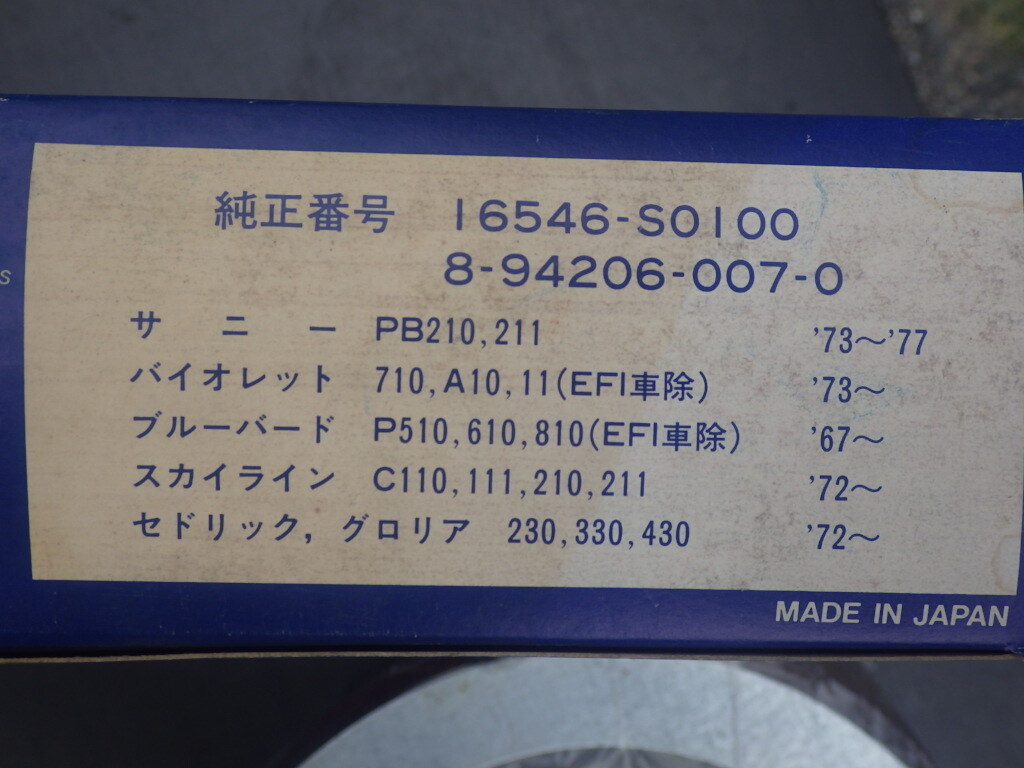 純正番号 16546-S0100
8-94206-007-0
サニー PB210,211 '73～'77
バイオレット 710,A10,11(EFI車除) '73～
ブルーバード P510,610,810(EFI車除) '67～
スカイライン C110,111,210,211 '72～
セドリック,グロリア 230,330,430 '72～
MADE IN JAPAN